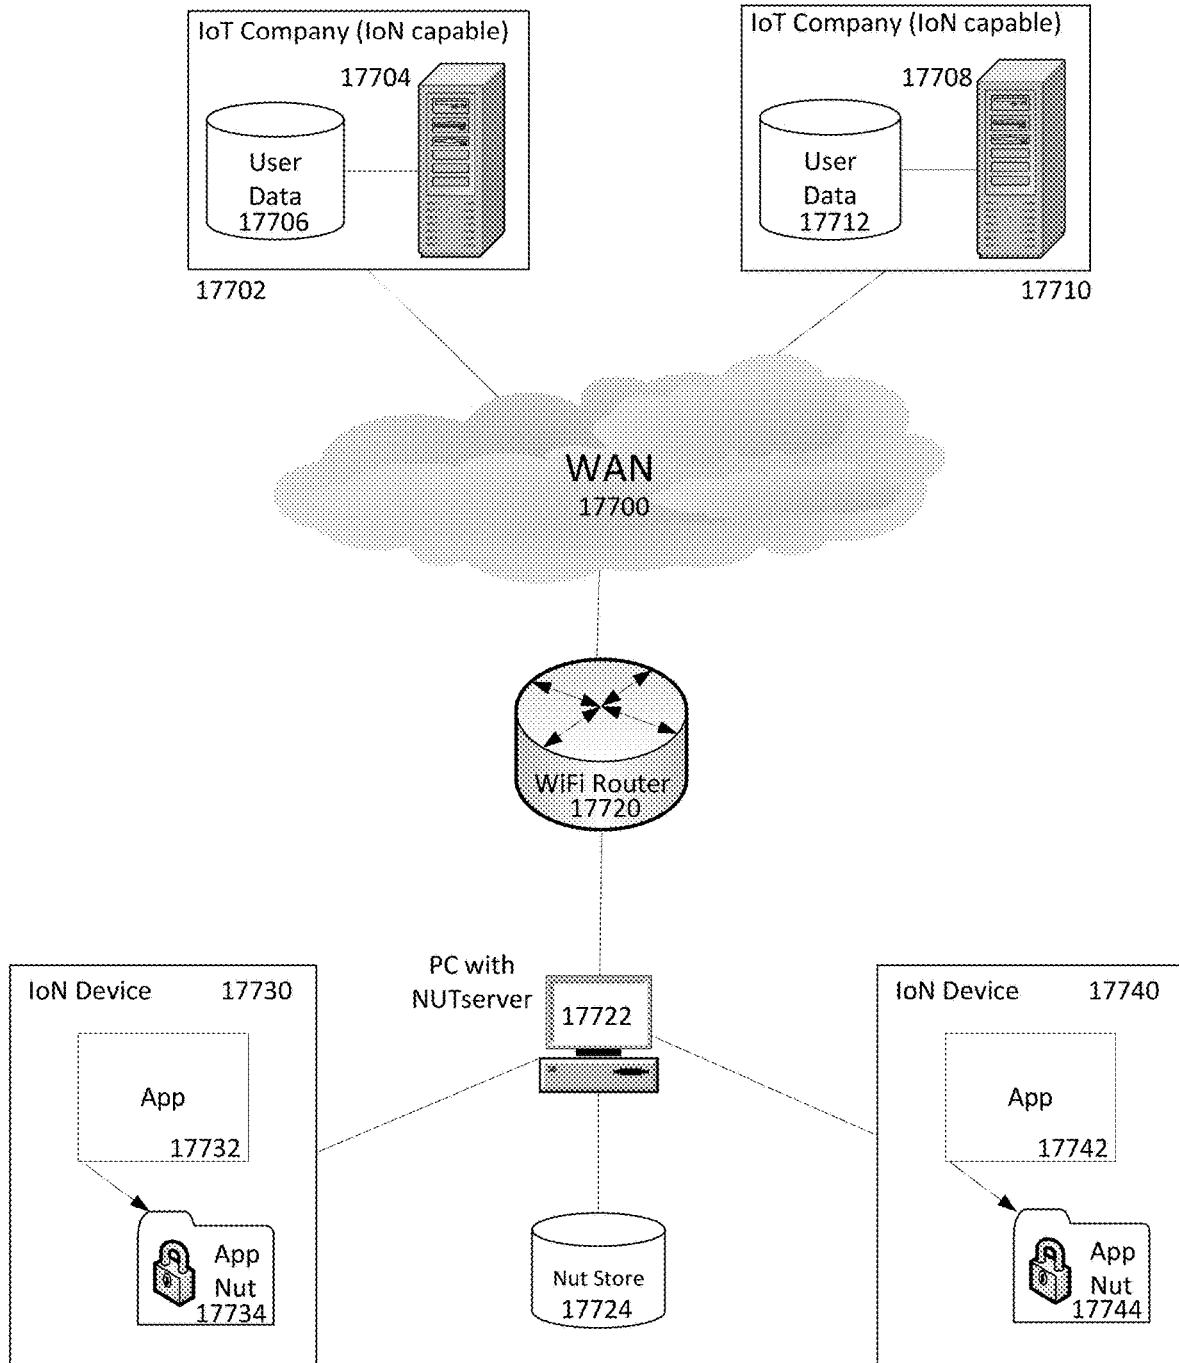 IoT Company (IoN capable)
17704
User
Data
17706
17702
IoT Company (IoN capable)
17708
User
Data
17712
17710
WAN
17700
WiFi Router
17720
PC with
NUTserver
17722
IoN Device 17730
App
17732
App
Nut
17734
Nut Store
17724
IoN Device 17740
App
17742
App
Nut
17744